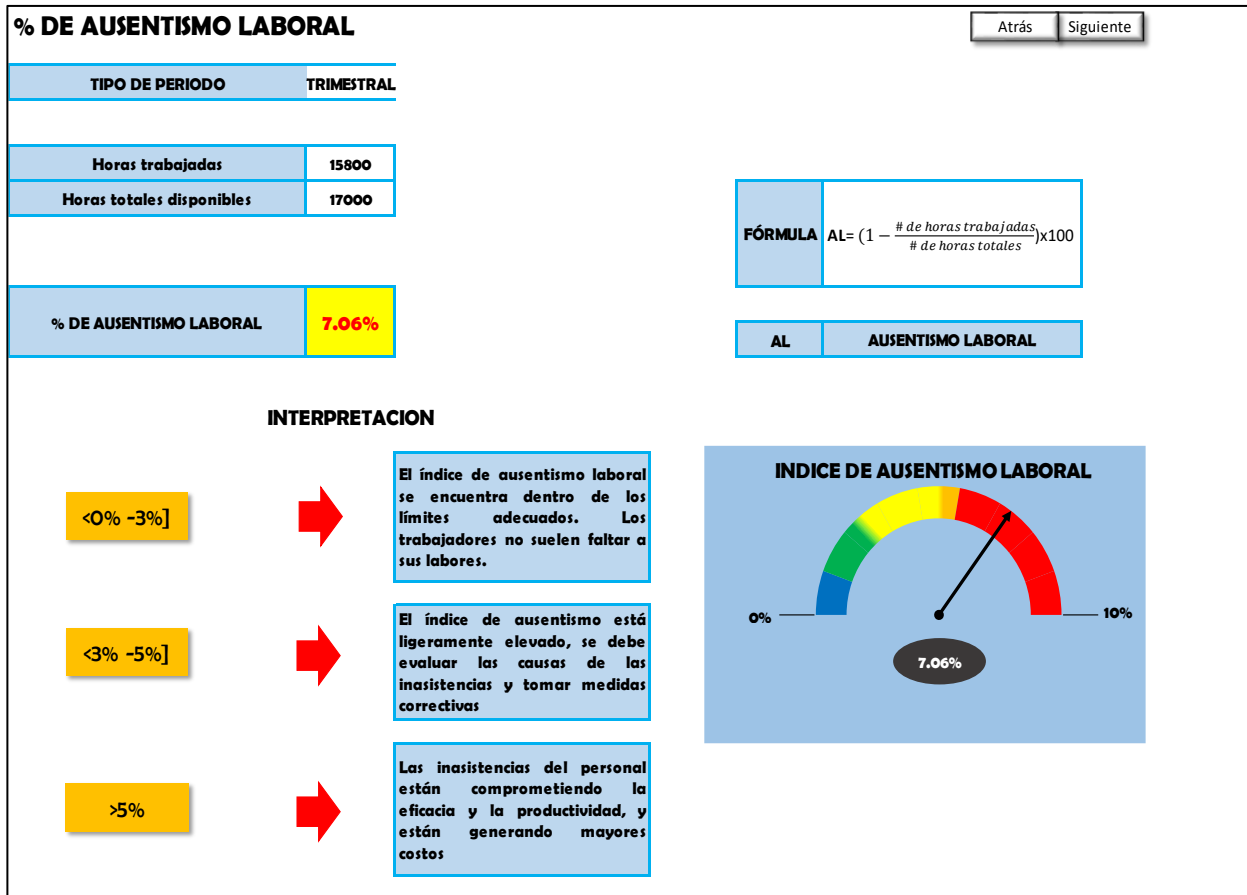 % DE AUSENTISMO LABORAL
Atrás
Siguiente
TIPO DE PERIODO
TRIMESTRAL
Horas trabajadas
15800
Horas totales disponibles
17000
FÓRMULA
AL= (1 − # de horas trabajadas / # de horas totales)x100
% DE AUSENTISMO LABORAL
7.06%
AL
AUSENTISMO LABORAL
INTERPRETACION
<0% -3%]
El índice de ausentismo laboral
se encuentra dentro de los
límites adecuados. Los
trabajadores no suelen faltar a
sus labores.
<3% -5%]
El índice de ausentismo está
ligeramente elevado, se debe
evaluar las causas de las
inasistencias y tomar medidas
correctivas
>5%
Las inasistencias del personal
están comprometiendo la
eficacia y la productividad, y
están generando mayores
costos
INDICE DE AUSENTISMO LABORAL
0%
10%
7.06%